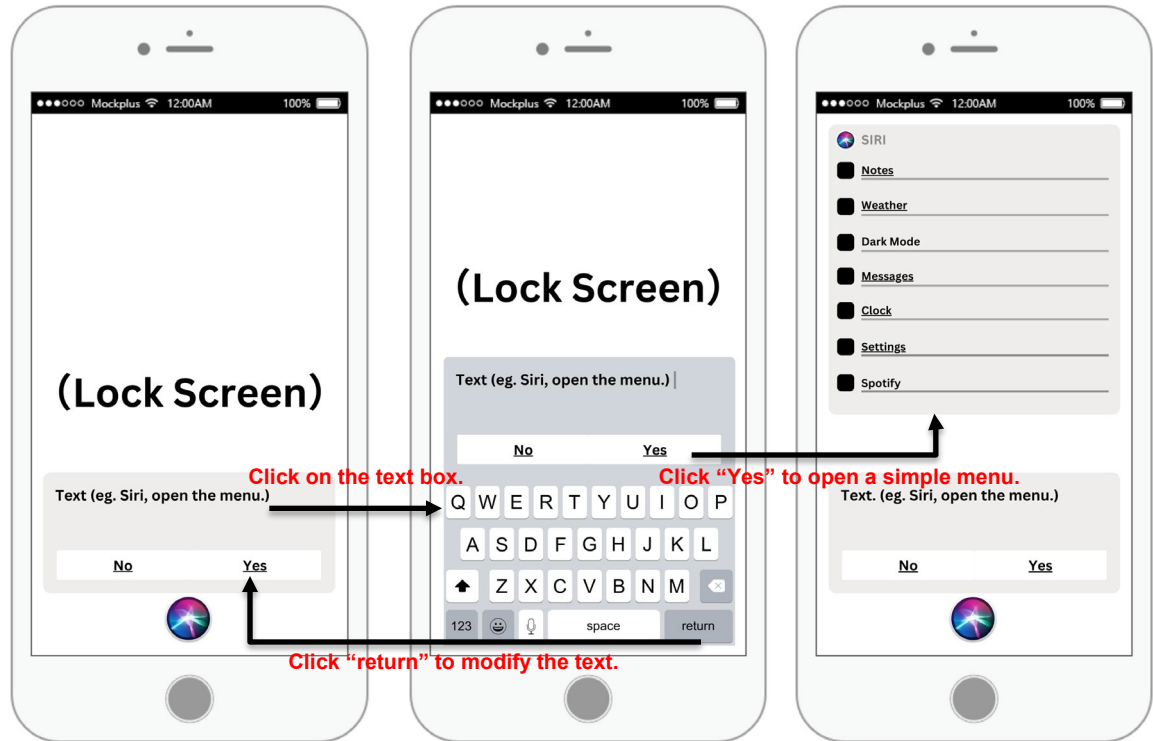 Mockplus 12:00AM 100%
(Lock Screen)
Text (eg. Siri, open the menu.)
No Yes
Click on the text box.
Mockplus 12:00AM 100%
(Lock Screen)
Text (eg. Siri, open the menu.)
No Yes
Q W E R T Y U I O P
A S D F G H J K L
Z X C V B N M
123 space return
Click “return” to modify the text.
Click “Yes” to open a simple menu.
Mockplus 12:00AM 100%
SIRI
Notes
Weather
Dark Mode
Messages
Clock
Settings
Spotify
Text. (eg. Siri, open the menu.)
No Yes